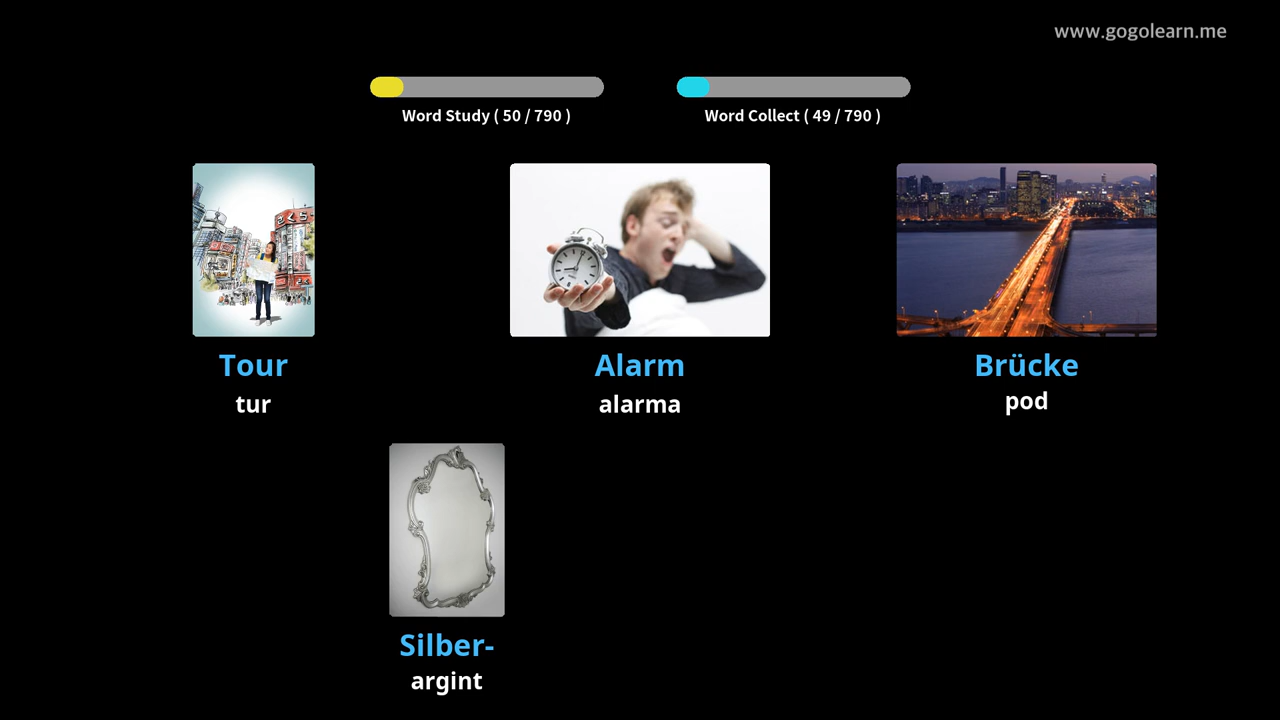 www.gogolearn.me
Word Study ( 50 / 790 )
Word Collect ( 49 / 790 )
Tour
tur
Alarm
alarma
Brücke
pod
Silber-
argint